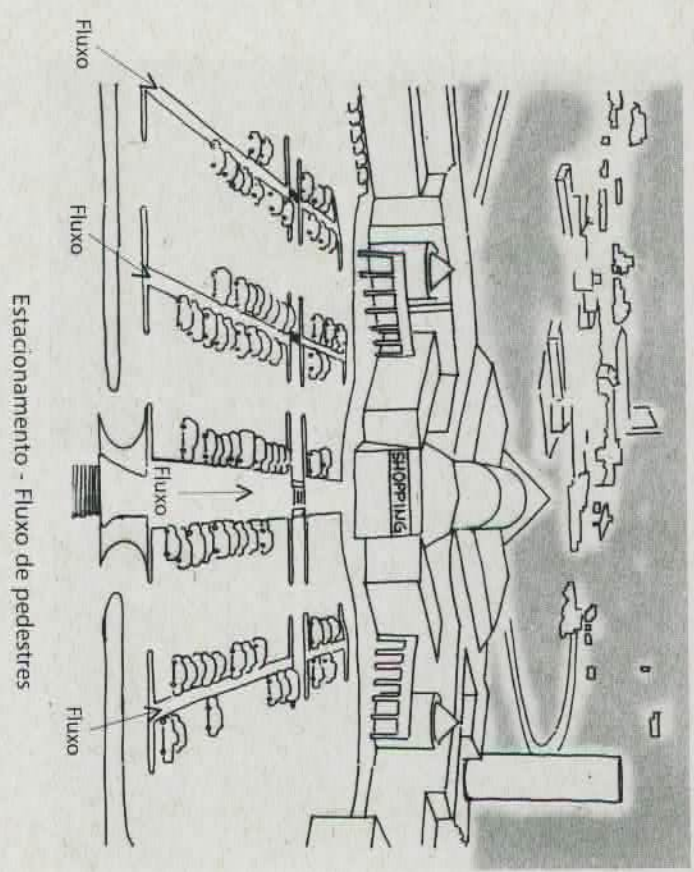 SHOPPING
Fluxo
Fluxo
Fluxo
Fluxo
Estacionamento - Fluxo de pedestres